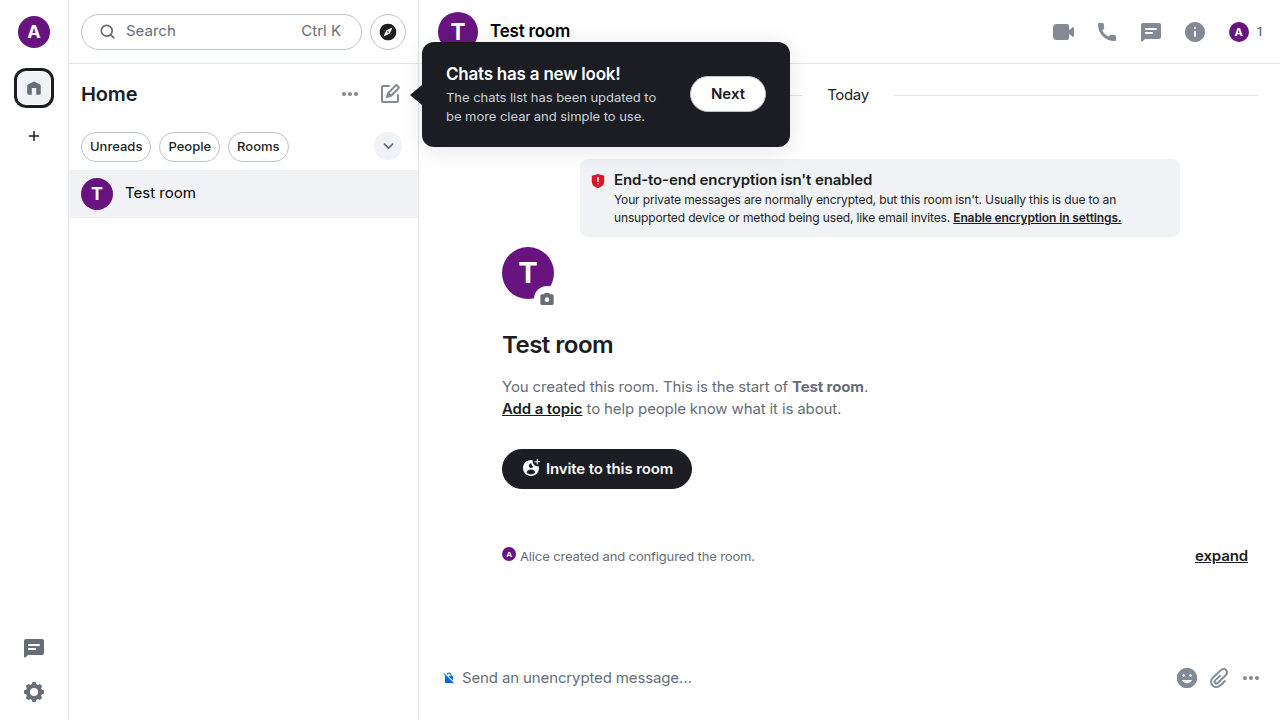 A
Search Ctrl K
Home
Unreads People Rooms
T Test room
T Test room
A 1
Chats has a new look!
The chats list has been updated to
be more clear and simple to use.
Next
Today
End-to-end encryption isn't enabled
Your private messages are normally encrypted, but this room isn't. Usually this is due to an
unsupported device or method being used, like email invites. Enable encryption in settings.
T
Test room
You created this room. This is the start of Test room.
Add a topic to help people know what it is about.
Invite to this room
A Alice created and configured the room. expand
Send an unencrypted message…